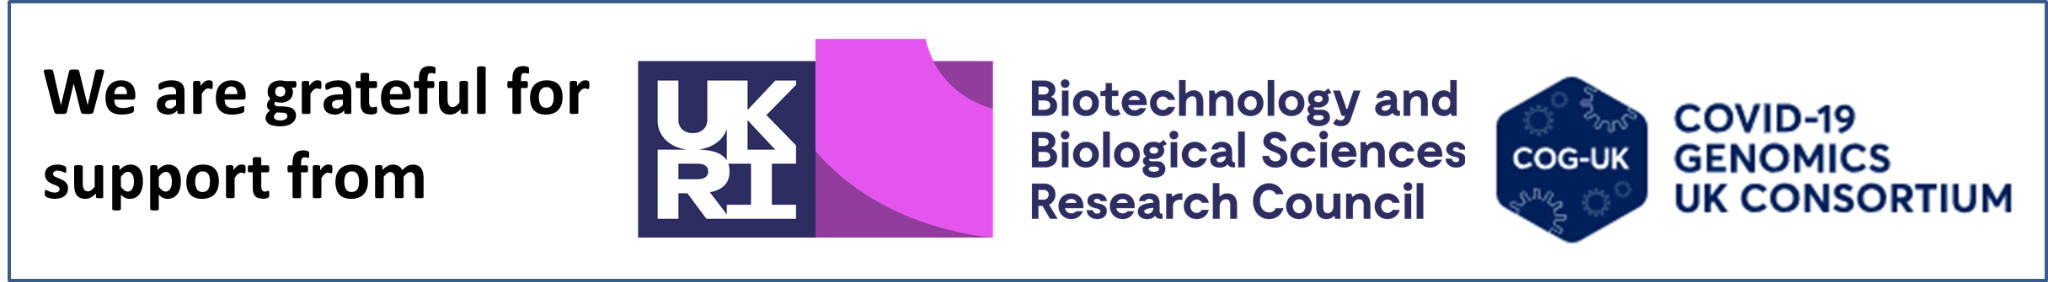 We are grateful for
support from
UK
RI
Biotechnology and
Biological Sciences
Research Council
COG-UK
COVID-19
GENOMICS
UK CONSORTIUM